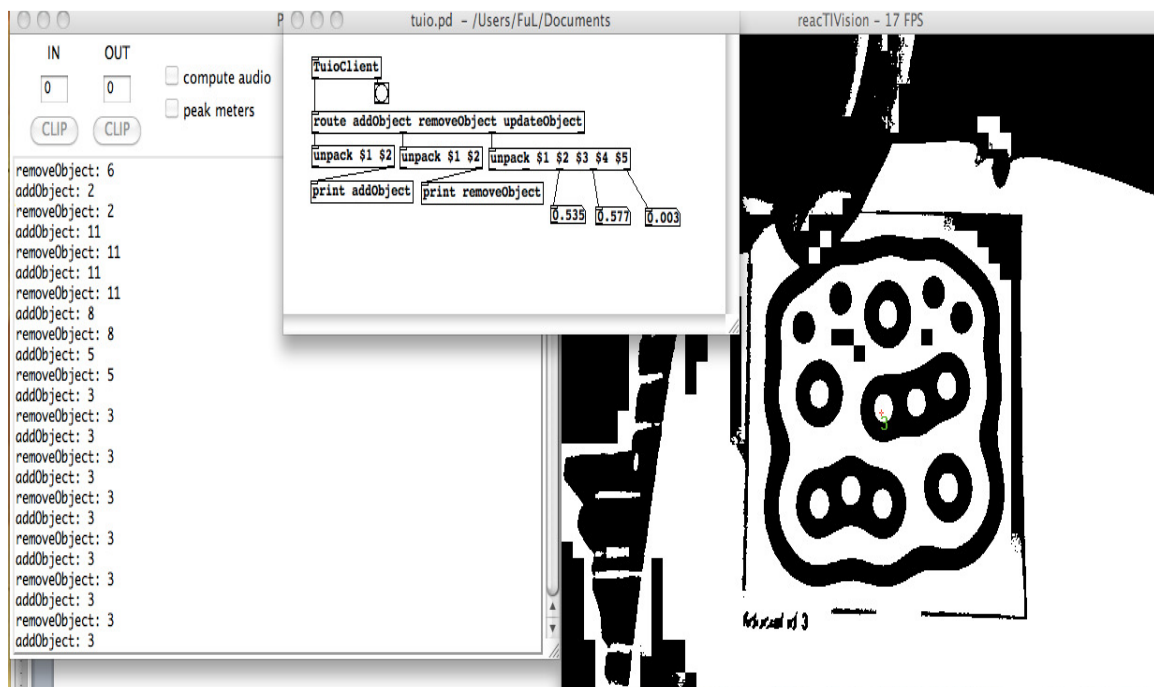 P
IN OUT
0 0
compute audio
peak meters
CLIP CLIP
removeObject: 6
addObject: 2
removeObject: 2
addObject: 11
removeObject: 11
addObject: 11
removeObject: 11
addObject: 8
removeObject: 8
addObject: 5
removeObject: 5
addObject: 3
removeObject: 3
addObject: 3
removeObject: 3
addObject: 3
removeObject: 3
addObject: 3
removeObject: 3
addObject: 3
removeObject: 3
addObject: 3
removeObject: 3
addObject: 3
tuio.pd – /Users/FuL/Documents
TuioClient
route addObject removeObject updateObject
unpack $1 $2 unpack $1 $2 unpack $1 $2 $3 $4 $5
print addObject print removeObject
0.535 0.577 0.003
reacTIVision – 17 FPS
3
3